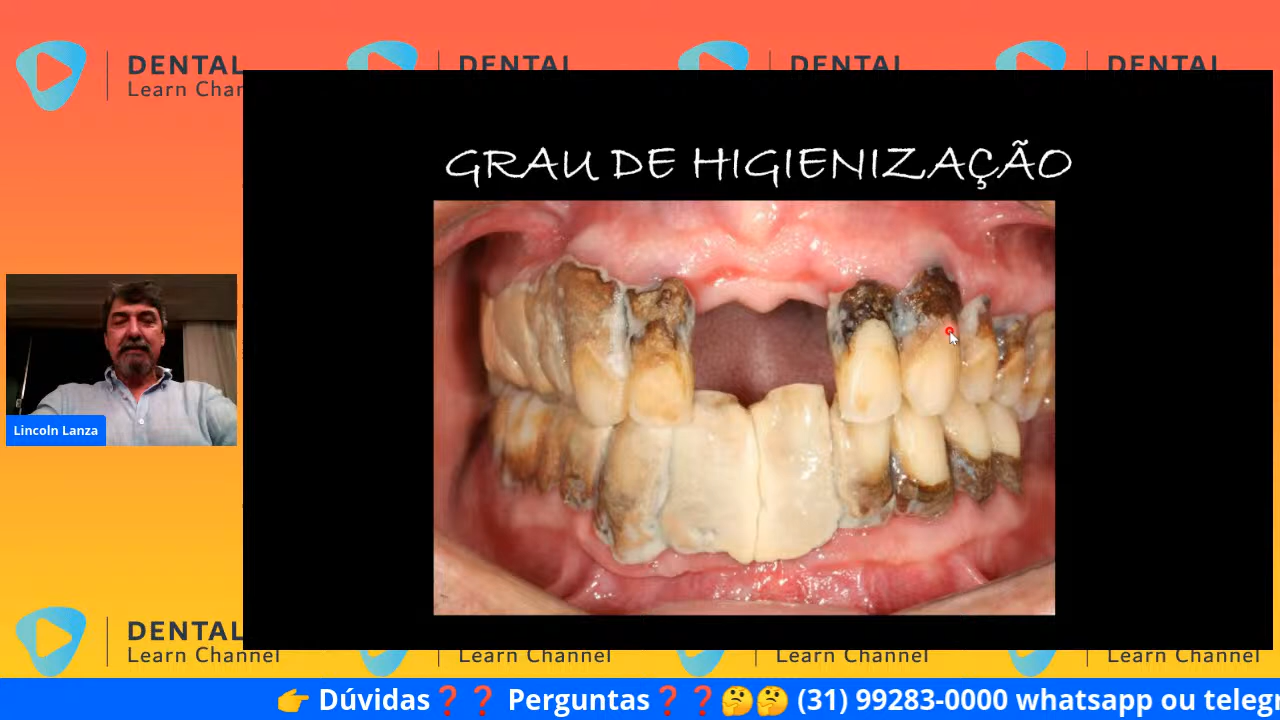 DENTAL
DENTAL
DENTAL
DENTAL
Learn Chan
GRAU DE HIGIENIZAÇÃO
Lincoln Lanza
DENTAL
Learn Channel
Learn Channel
Learn Channel
Learn Channel
👉 Dúvidas❓❓ Perguntas❓❓🤔🤔 (31) 99283-0000 whatsapp ou telegr